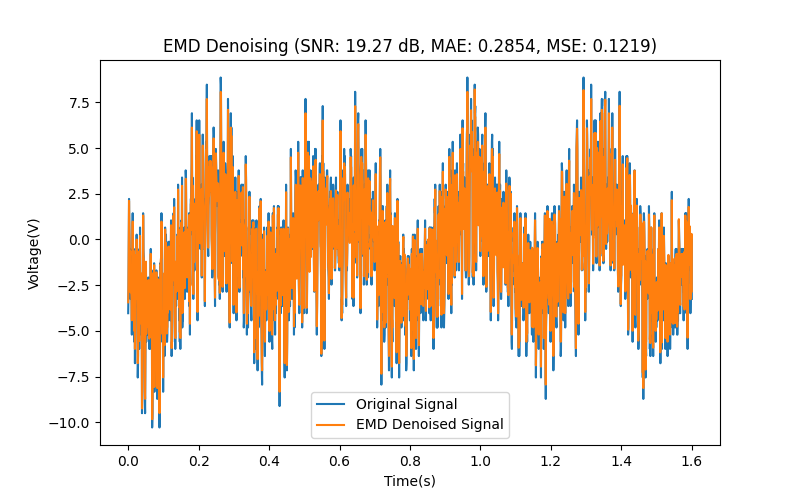 EMD Denoising (SNR: 19.27 dB, MAE: 0.2854, MSE: 0.1219)
7.5
5.0
2.5
0.0
−2.5
−5.0
−7.5
−10.0
Voltage(V)
Original Signal
EMD Denoised Signal
0.0 0.2 0.4 0.6 0.8 1.0 1.2 1.4 1.6
Time(s)